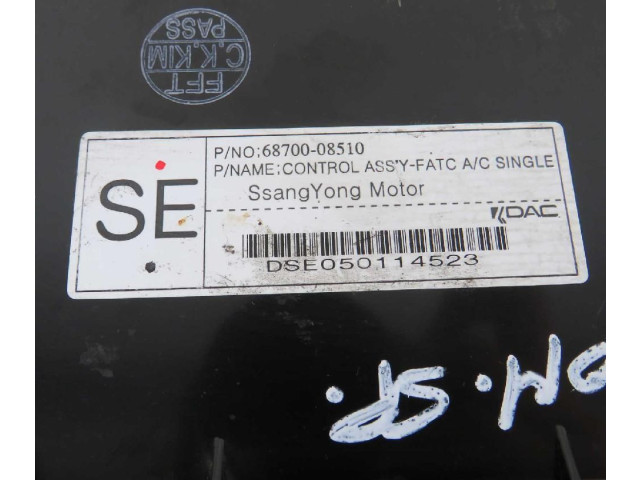 FFT
C.K.KIM
PASS
SE
P/NO:68700-08510
P/NAME:CONTROL ASS'Y-FATC A/C SINGLE
SsangYong Motor
DAC
DSE050114523